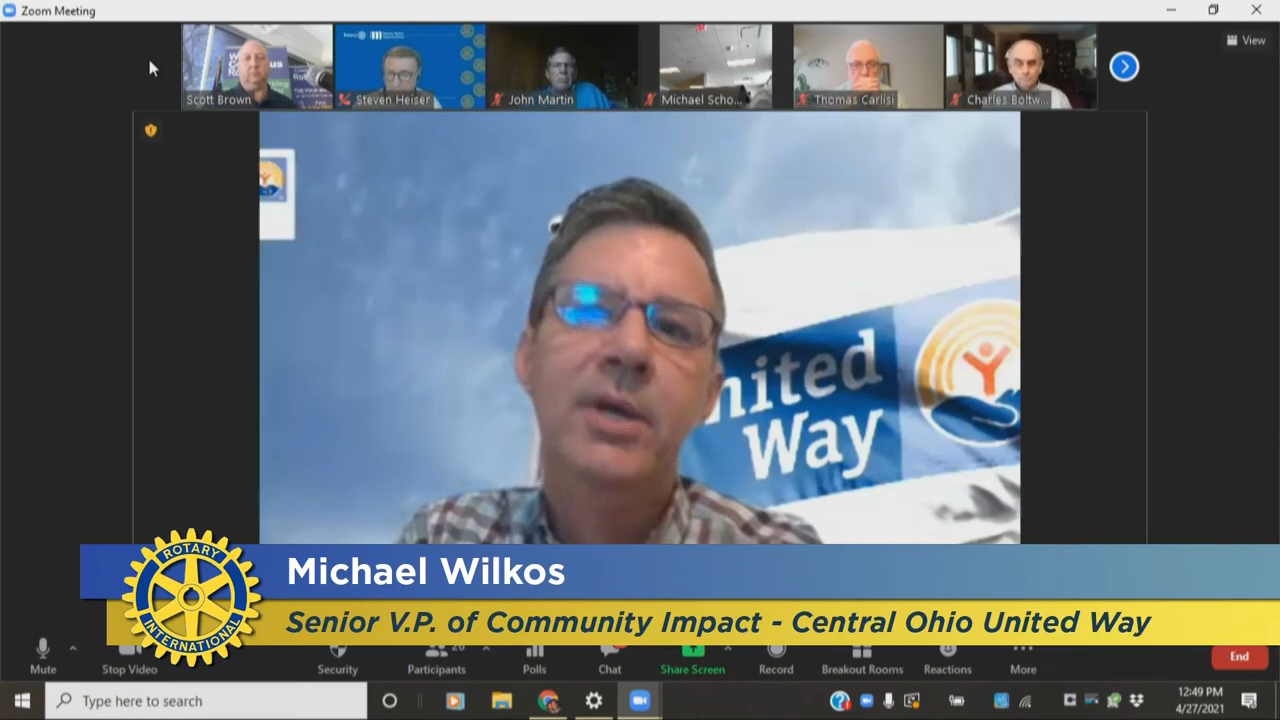 Zoom Meeting
View
Scott Brown
Steven Heiser
John Martin
Michael Scho...
Thomas Carlisi
Charles Boltw...
nited
Way
ROTARY
INTERNATIONAL
Michael Wilkos
Senior V.P. of Community Impact - Central Ohio United Way
Mute
Stop Video
Security
Participants
Polls
Chat
Share Screen
Record
Breakout Rooms
Reactions
More
End
Type here to search
12:49 PM
4/27/2021